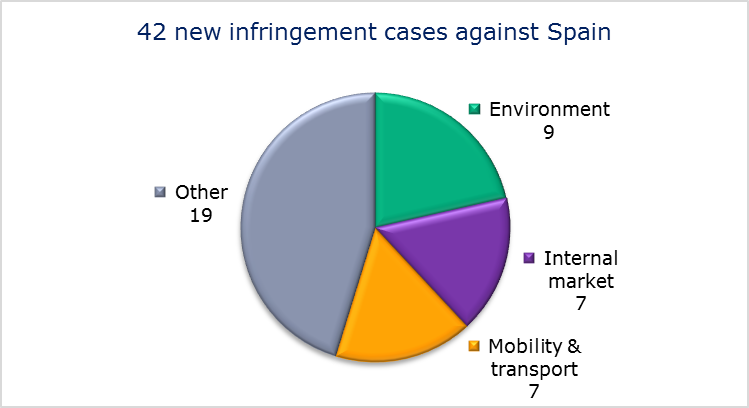 42 new infringement cases against Spain
Environment
9
Other
19
Internal
market
7
Mobility &
transport
7